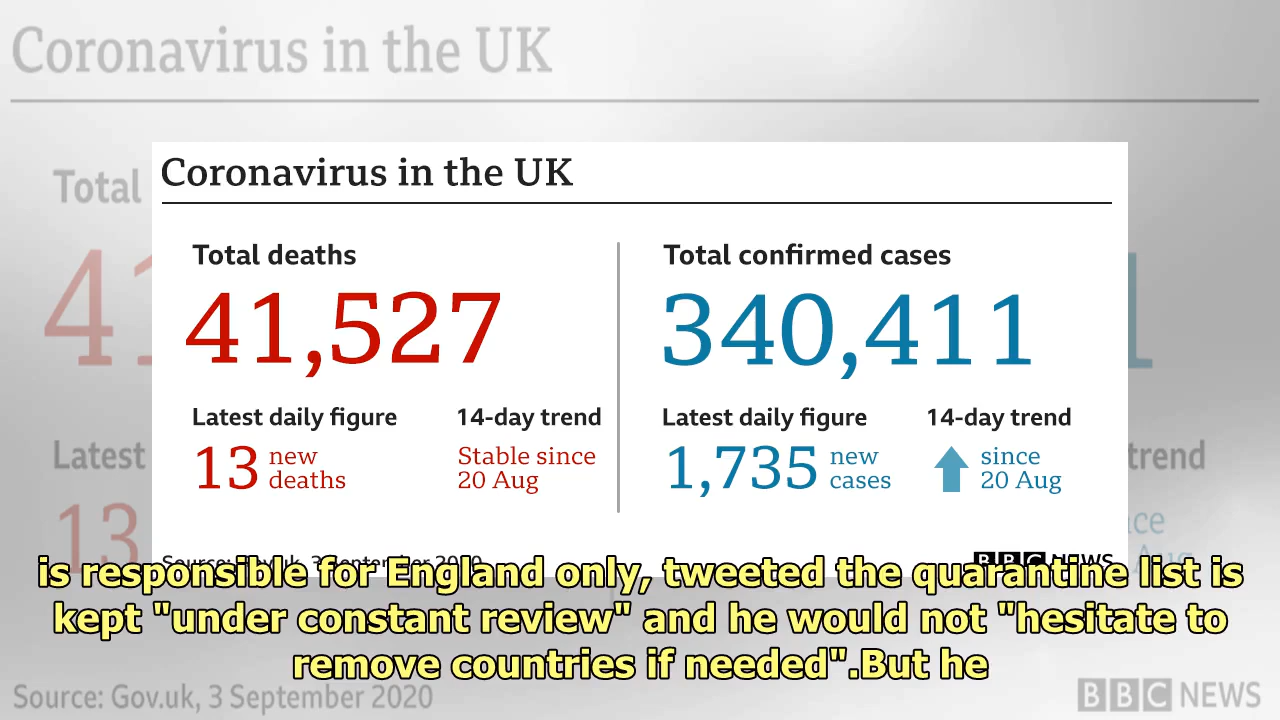 Coronavirus in the UK
Coronavirus in the UK
Total
Total deaths
Total confirmed cases
41,527
340,411
Latest daily figure
14-day trend
Latest daily figure
14-day trend
Latest
trend
13 new deaths
Stable since
20 Aug
1,735 new cases
since
20 Aug
13
is responsible for England only, tweeted the quarantine list is
kept "under constant review" and he would not "hesitate to
remove countries if needed".But he
Source: Gov.uk, 3 September 2020
BBC NEWS